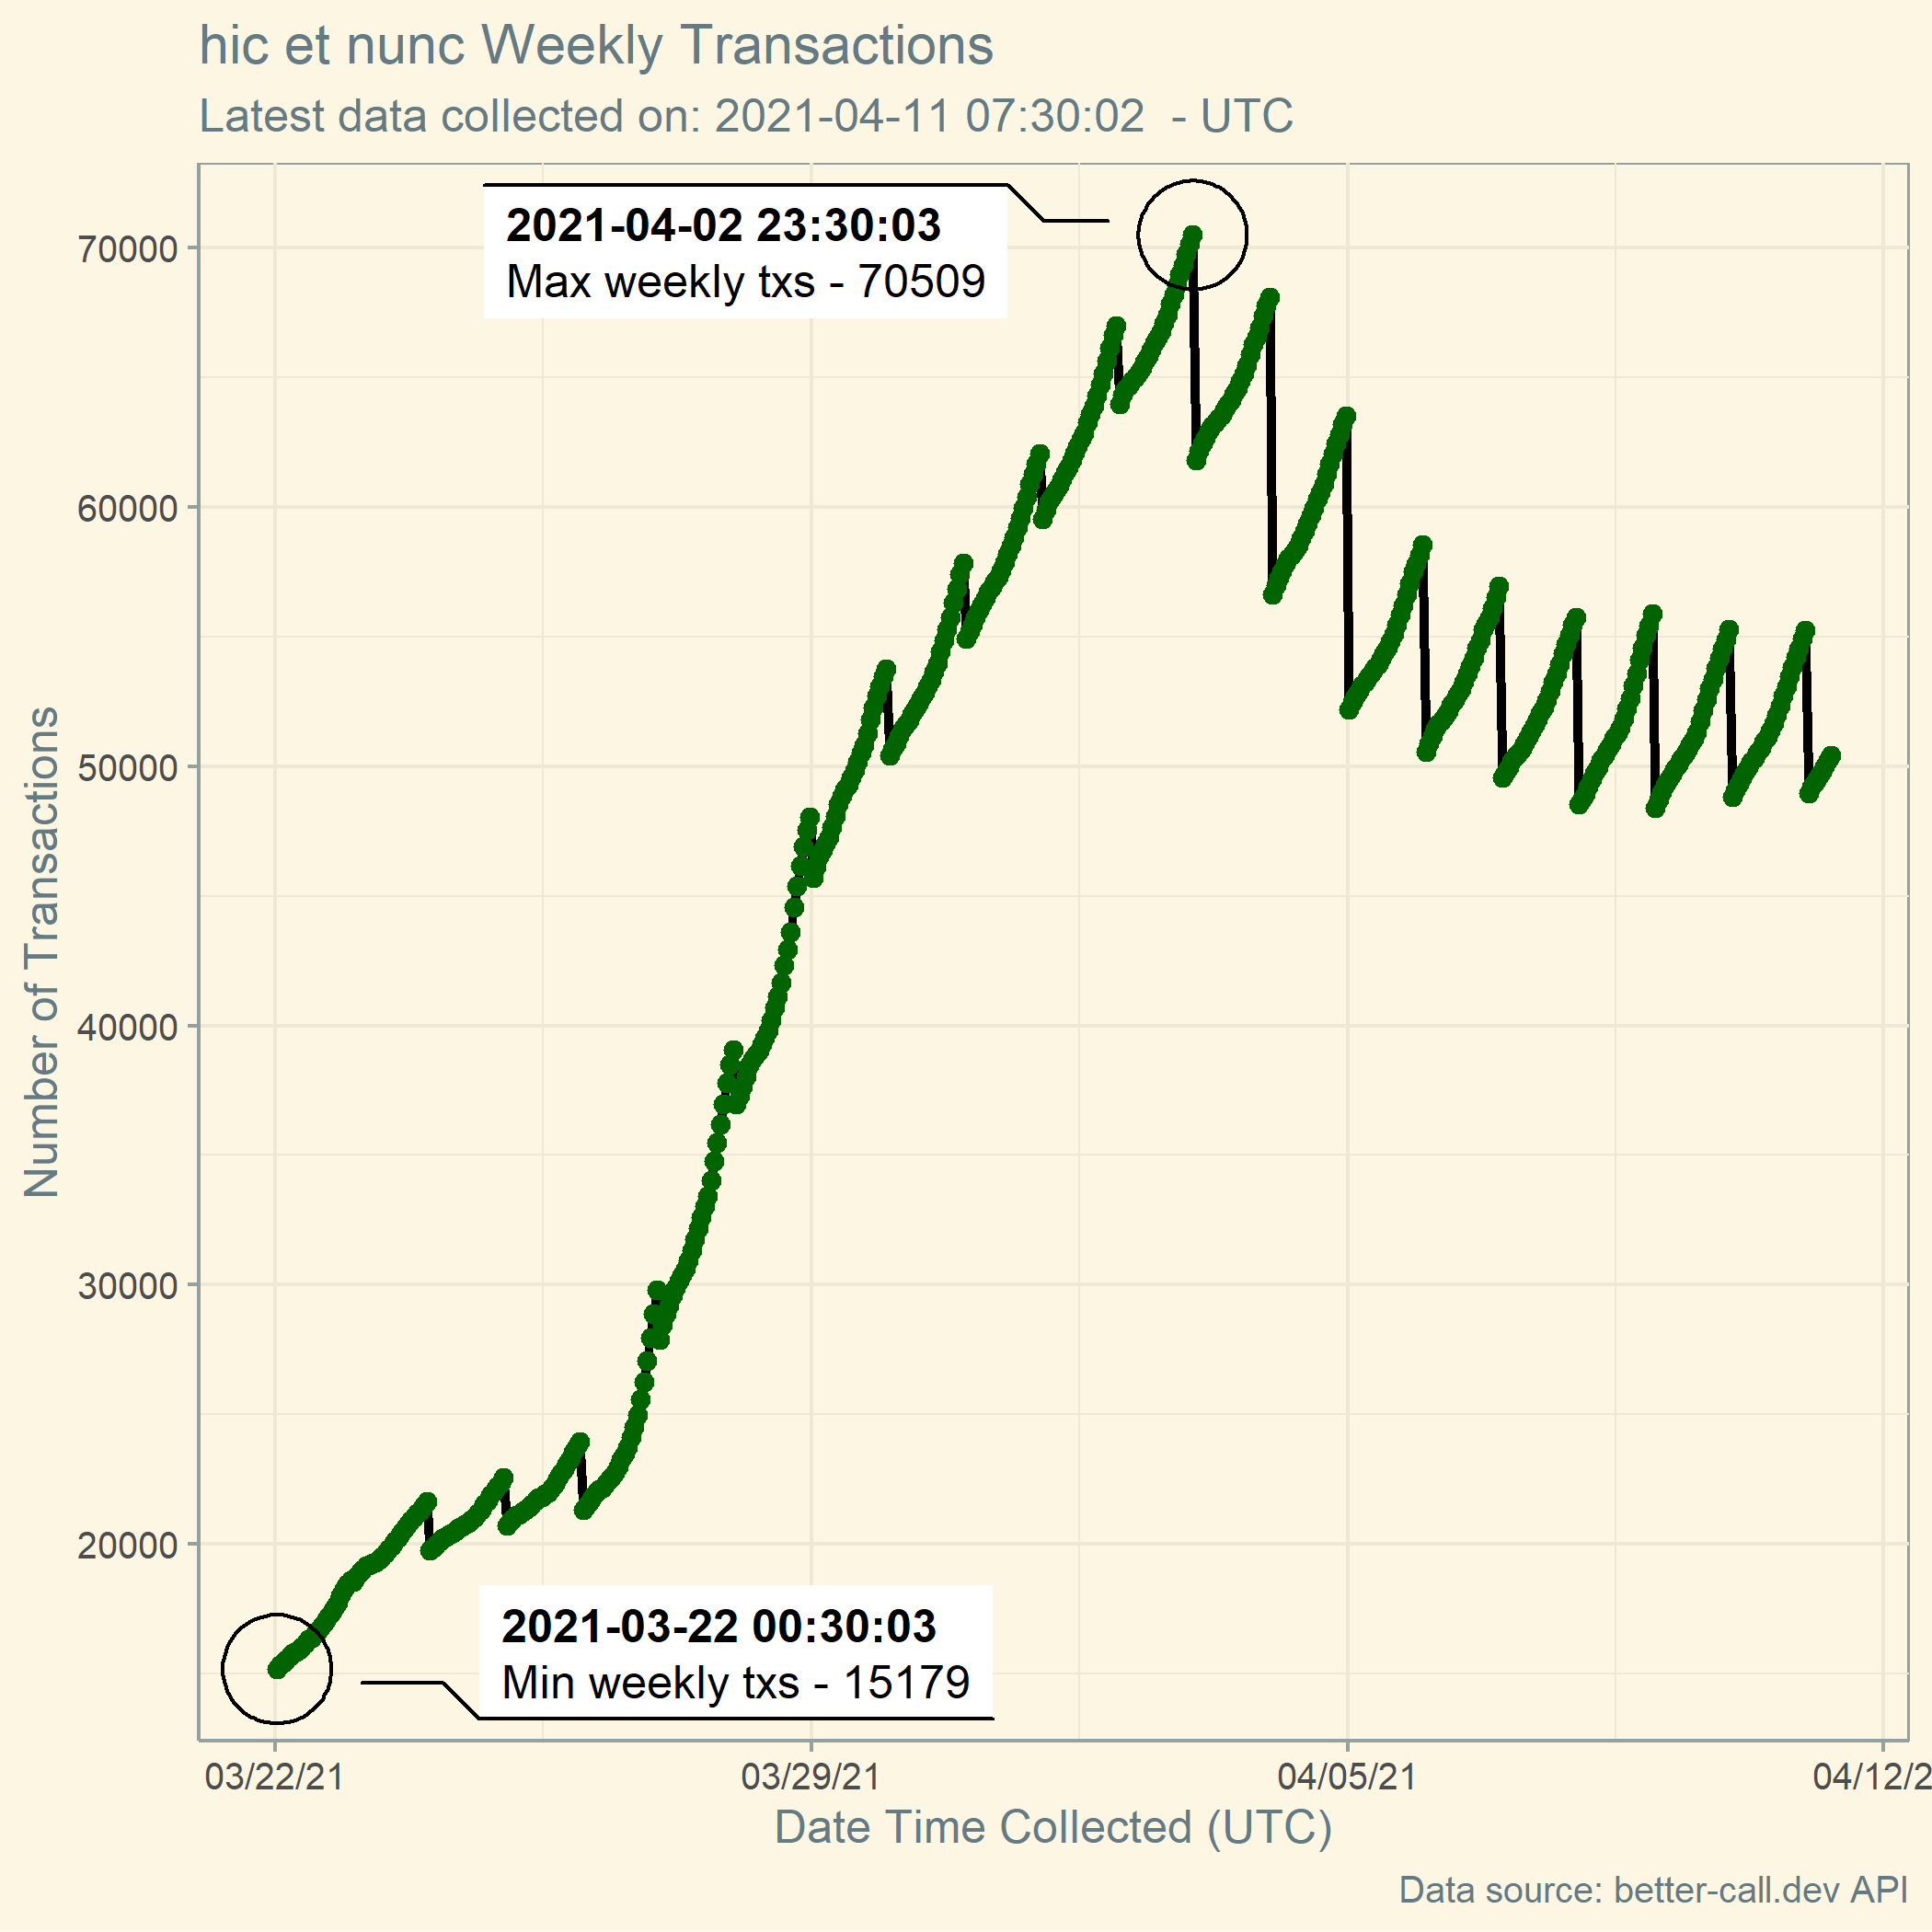 hic et nunc Weekly Transactions
Latest data collected on: 2021-04-11 07:30:02  - UTC
2021-04-02 23:30:03
Max weekly txs - 70509
70000
60000
50000
40000
30000
20000
Number of Transactions
2021-03-22 00:30:03
Min weekly txs - 15179
03/22/21 03/29/21 04/05/21 04/12/2
Date Time Collected (UTC)
Data source: better-call.dev API